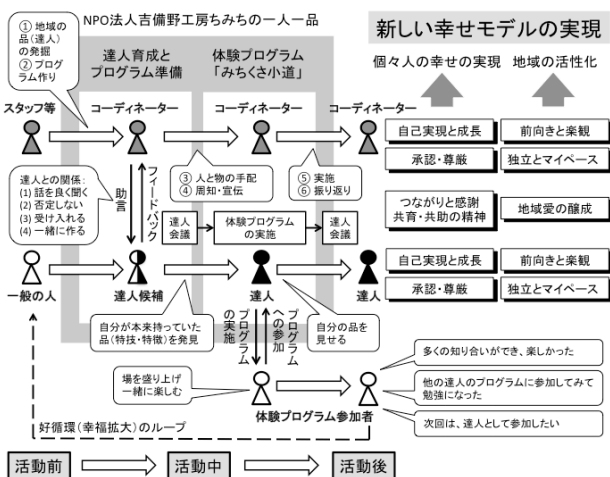 NPO法人吉備野工房ちみちの一人一品
新しい幸せモデルの実現
① 地域の
品(達人)
の発掘
② プログ
ラム作り
達人育成と
プログラム準備
体験プログラム
「みちくさ小道」
個々人の幸せの実現
地域の活性化
スタッフ等
コーディネーター
コーディネーター
コーディネーター
自己実現と成長
前向きと楽観
承認・尊厳
独立とマイペース
達人との関係:
(1) 話を良く聞く
(2) 否定しない
(3) 受け入れる
(4) 一緒に作る
助言
フィードバック
③ 人と物の手配
④ 周知・宣伝
⑤ 実施
⑥ 振り返り
つながりと感謝
共育・共助の精神
地域愛の醸成
達人
会議
体験プログラム
の実施
達人
会議
一般の人
達人候補
達人
達人
自己実現と成長
前向きと楽観
承認・尊厳
独立とマイペース
自分が本来持っていた
品(特技・特徴)を発見
プログラム
の実施
プログラム
への参加
自分の品を
見せる
場を盛り上げ
一緒に楽しむ
体験プログラム参加者
多くの知り合いができ、楽しかった
他の達人のプログラムに参加してみて
勉強になった
次回は、達人として参加したい
好循環(幸福拡大)のループ
活動前
活動中
活動後